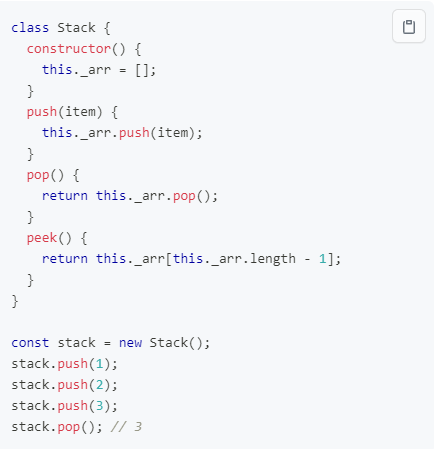 class Stack {
  constructor() {
    this._arr = [];
  }
  push(item) {
    this._arr.push(item);
  }
  pop() {
    return this._arr.pop();
  }
  peek() {
    return this._arr[this._arr.length - 1];
  }
}

const stack = new Stack();
stack.push(1);
stack.push(2);
stack.push(3);
stack.pop(); // 3